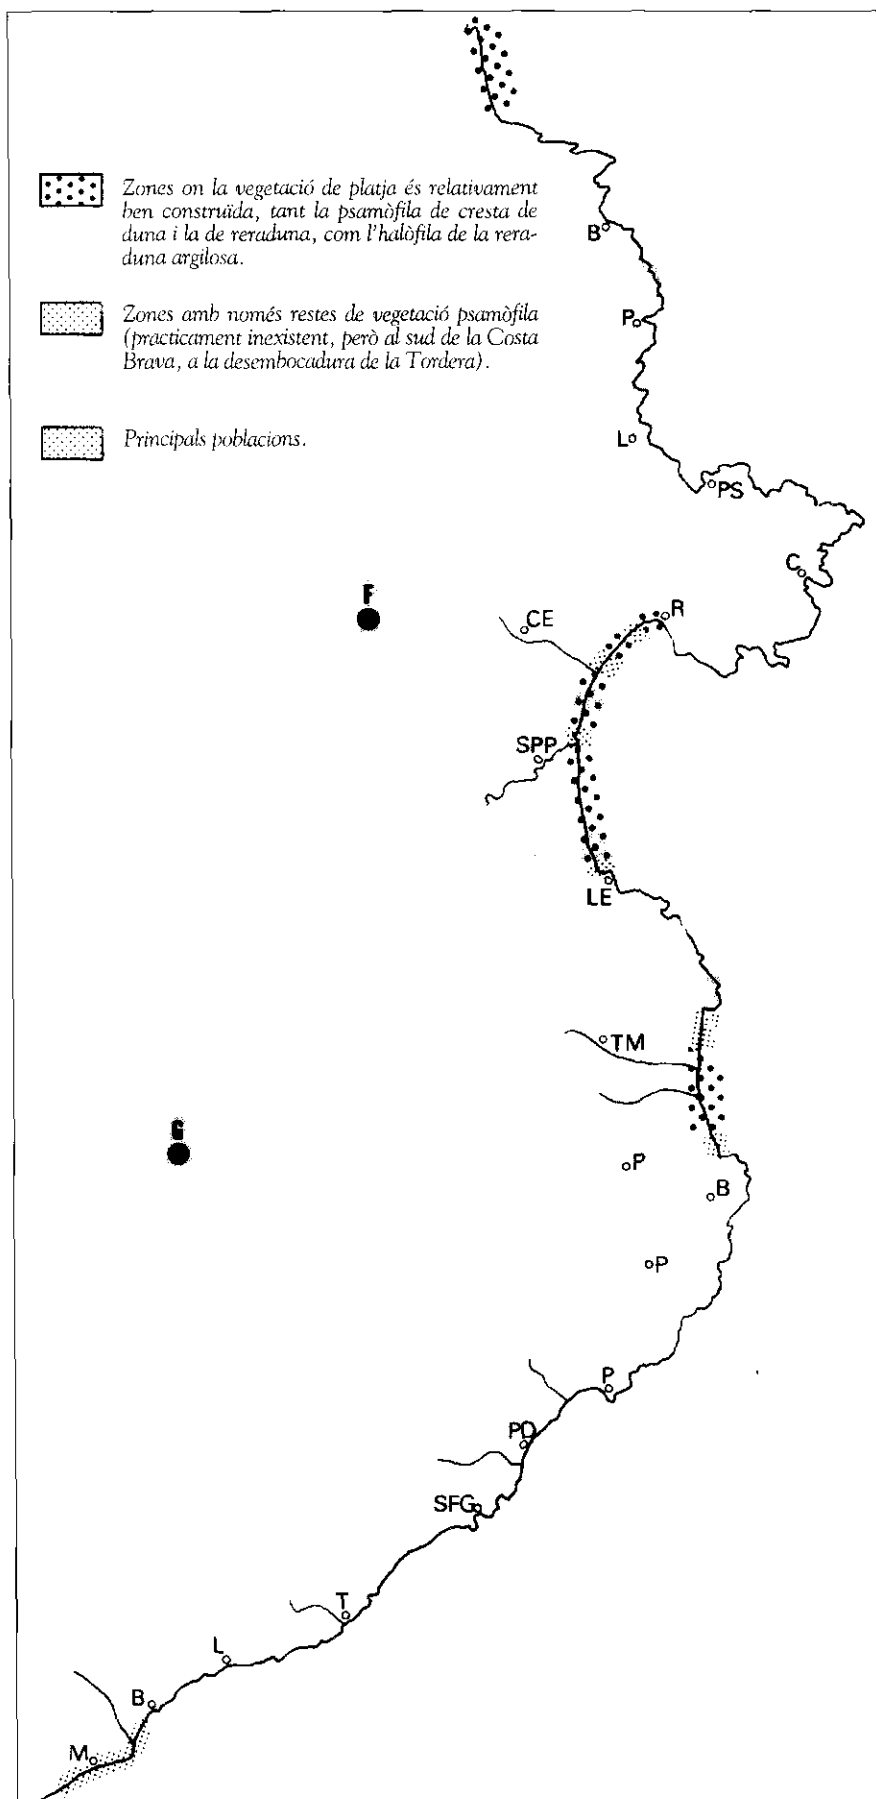 Zones on la vegetació de platja és relativament
ben construïda, tant la psamòfila de cresta de
duna i la de reraduna, com l'halòfila de la rera-
duna argilosa.
B
Zones amb només restes de vegetació psamòfila
(practicament inexistent, però al sud de la Costa
Brava, a la desembocadura de la Tordera).
P
Principals poblacions.
L
PS
C
F
CE
R
SPP
LE
TM
G
P
B
P
P
PD
SFG
T
L
B
M